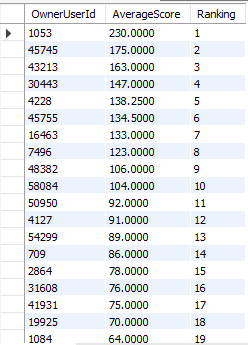 OwnerUserId AverageScore Ranking
1053 230.0000 1
45745 175.0000 2
43213 163.0000 3
30443 147.0000 4
4228 138.2500 5
45755 134.5000 6
16463 133.0000 7
7496 123.0000 8
48382 106.0000 9
58084 104.0000 10
50950 92.0000 11
4127 91.0000 12
54299 89.0000 13
709 86.0000 14
2864 78.0000 15
31608 76.0000 16
41931 75.0000 17
19925 70.0000 18
1084 64.0000 19